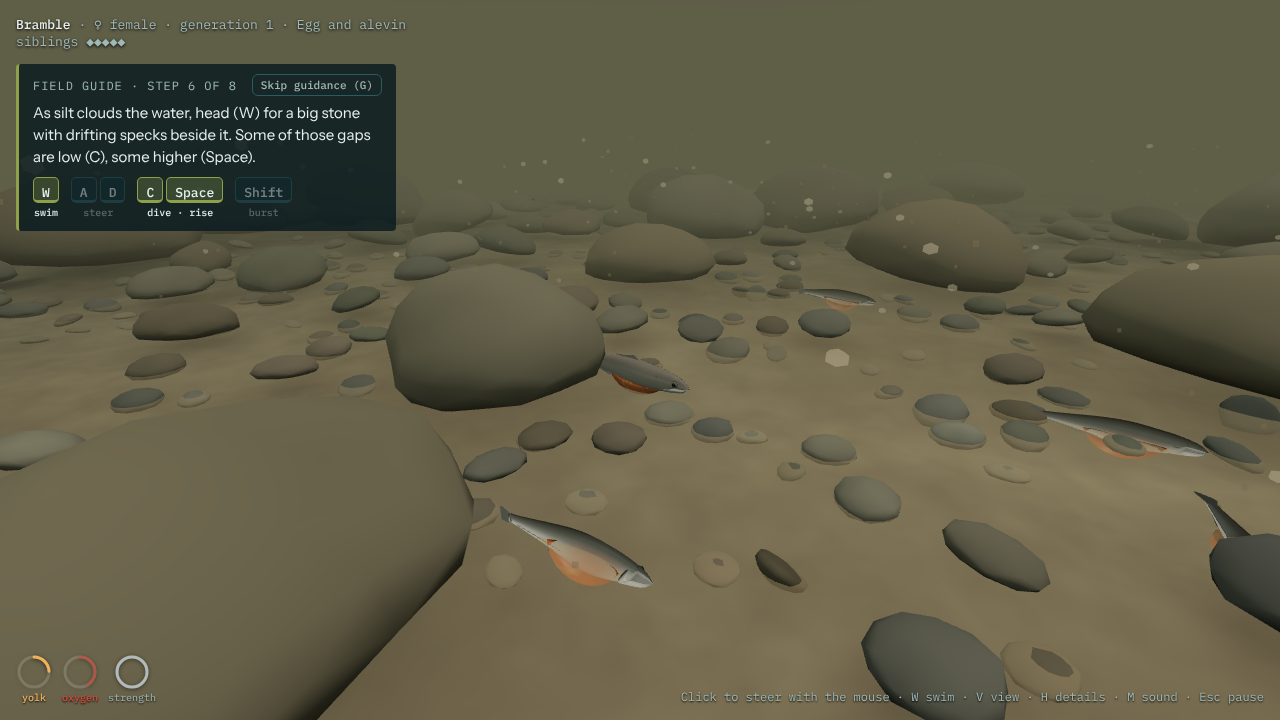 Bramble · ♀ female · generation 1 · Egg and alevin
siblings ◆◆◆◆◆
FIELD GUIDE · STEP 6 OF 8
Skip guidance (G)
As silt clouds the water, head (W) for a big stone
with drifting specks beside it. Some of those gaps
are low (C), some higher (Space).
W A D C Space Shift
swim steer dive · rise burst
yolk oxygen strength
Click to steer with the mouse · W swim · V view · H details · M sound · Esc pause